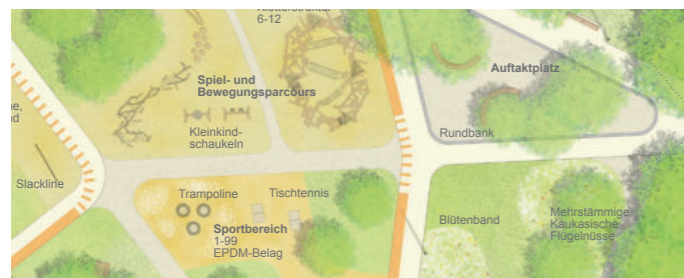 6-12
Auftaktplatz
Spiel- und
Bewegungsparcours
Kleinkind-
schaukeln
Rundbank
Slackline
Trampoline
Tischtennis
Sportbereich
1-99
EPDM-Belag
Blütenband
Mehrstämmige
Kaukasische
Flügelnüsse